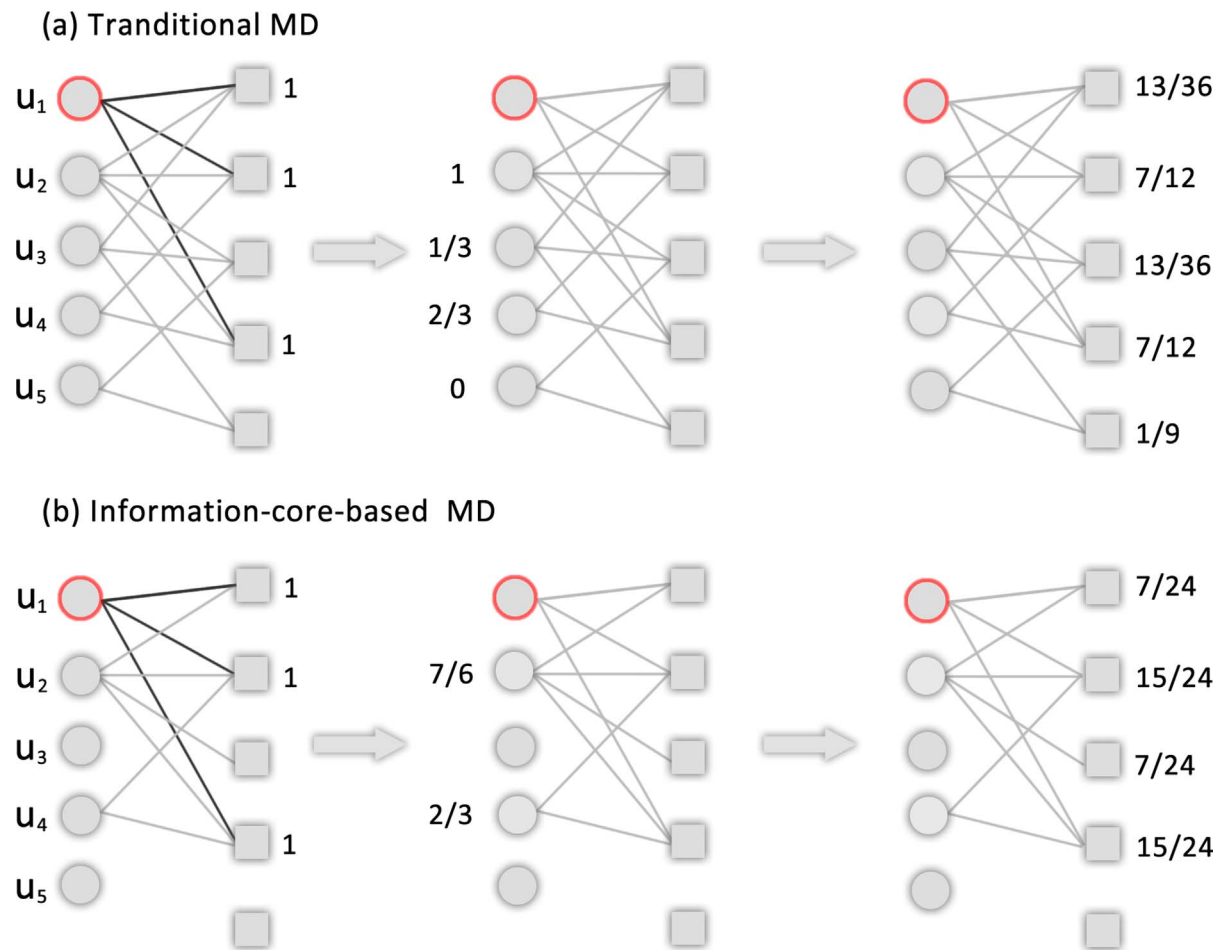 (a) Tranditional MD
u₁ 1 13/36
u₂ 1 1 7/12
u₃ 1/3 13/36
u₄ 1 2/3 7/12
u₅ 0 1/9
(b) Information-core-based MD
u₁ 1 7/24
u₂ 1 7/6 15/24
u₃ 7/24
u₄ 1 2/3 15/24
u₅